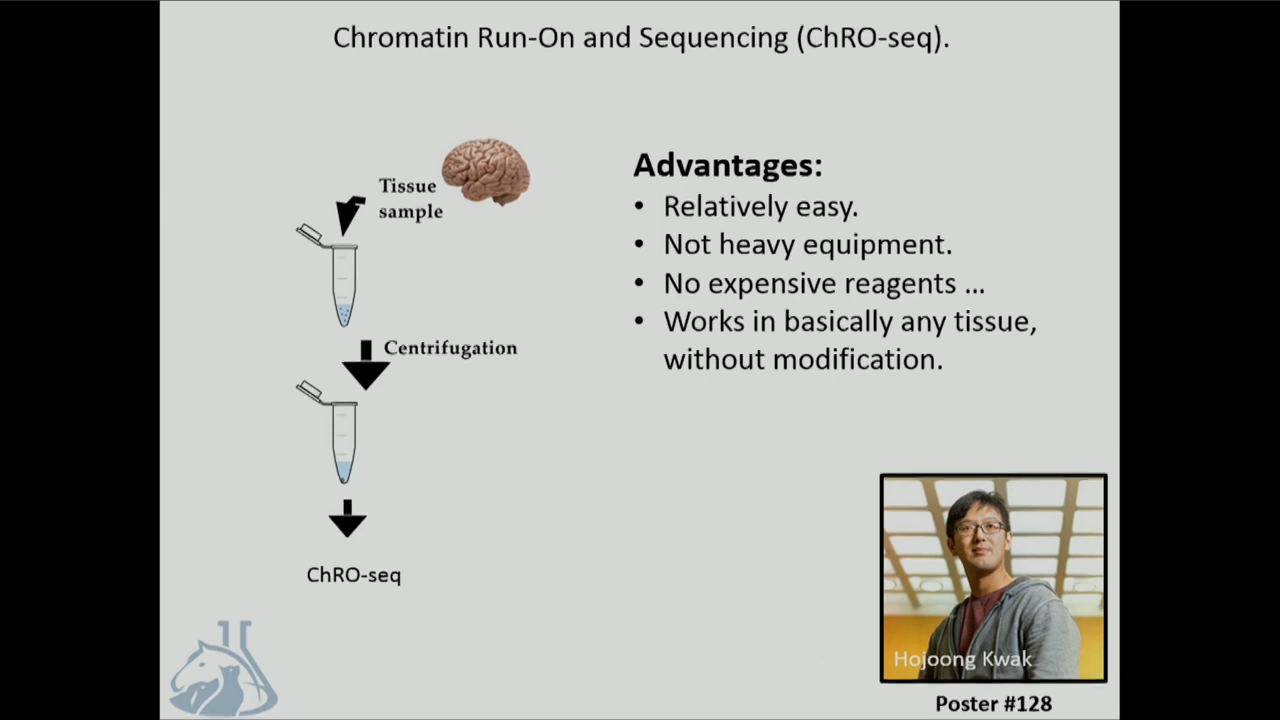 Chromatin Run-On and Sequencing (ChRO-seq).
Tissue
sample
Centrifugation
ChRO-seq
Advantages:
• Relatively easy.
• Not heavy equipment.
• No expensive reagents ...
• Works in basically any tissue,
without modification.
Hojoong Kwak
Poster #128